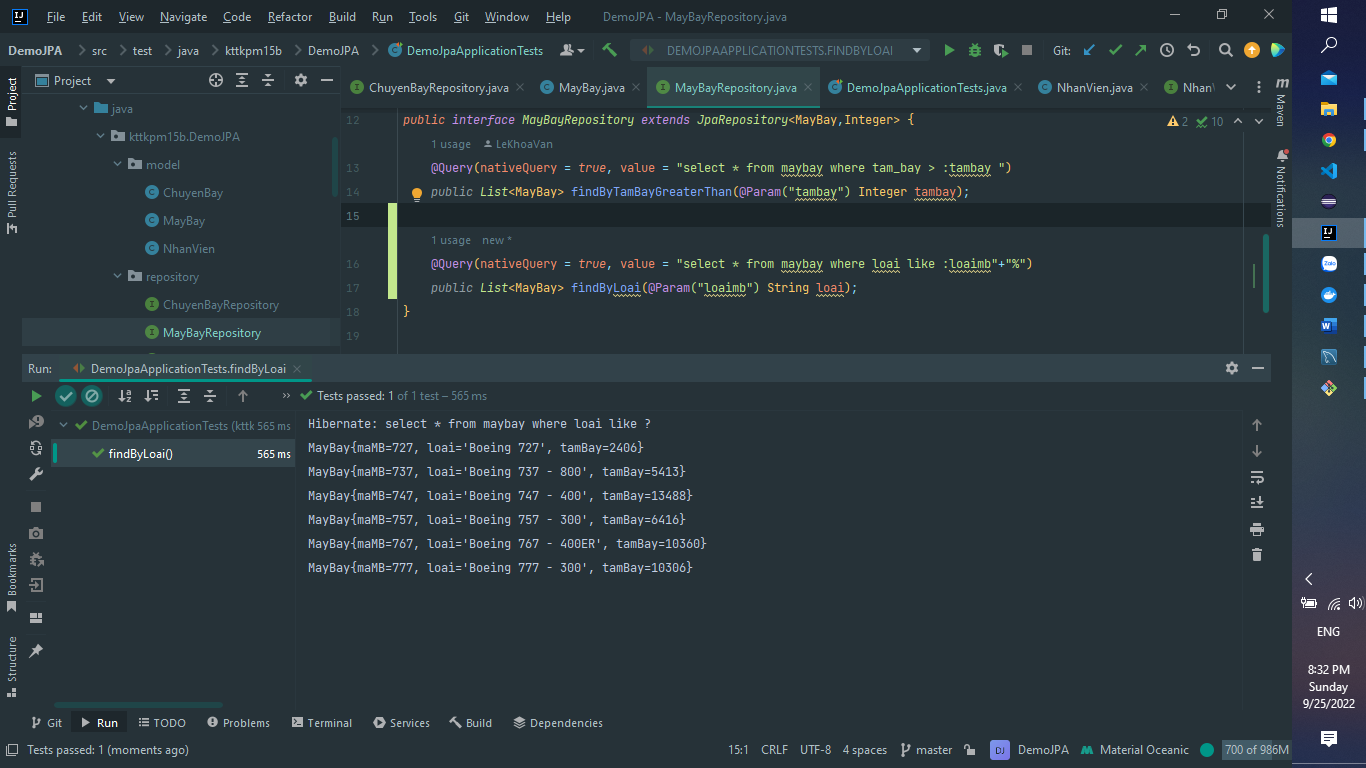 File Edit View Navigate Code Refactor Build Run Tools Git Window Help DemoJPA - MayBayRepository.java
DemoJPA src test java kttkpm15b DemoJPA DemoJpaApplicationTests DEMOJPAAPPLICATIONTESTS.FINDBYLOAI Git:
Project
ChuyenBayRepository.java MayBay.java MayBayRepository.java DemoJpaApplicationTests.java NhanVien.java NhanV
java
kttkpm15b.DemoJPA
model
ChuyenBay
MayBay
NhanVien
repository
ChuyenBayRepository
MayBayRepository
12 public interface MayBayRepository extends JpaRepository<MayBay,Integer> {
2 10
1 usage LeKhoaVan
13 @Query(nativeQuery = true, value = "select * from maybay where tam_bay > :tambay ")
14 public List<MayBay> findByTamBayGreaterThan(@Param("tambay") Integer tambay);
15
1 usage new *
16 @Query(nativeQuery = true, value = "select * from maybay where loai like :loaimb"+"%")
17 public List<MayBay> findByLoai(@Param("loaimb") String loai);
18 }
19
Project
Pull Requests
Bookmarks
Structure
Maven
Notifications
Run: DemoJpaApplicationTests.findByLoai
Tests passed: 1 of 1 test – 565 ms
DemoJpaApplicationTests (kttk 565 ms
findByLoai() 565 ms
Hibernate: select * from maybay where loai like ?
MayBay{maMB=727, loai='Boeing 727', tamBay=2406}
MayBay{maMB=737, loai='Boeing 737 - 800', tamBay=5413}
MayBay{maMB=747, loai='Boeing 747 - 400', tamBay=13488}
MayBay{maMB=757, loai='Boeing 757 - 300', tamBay=6416}
MayBay{maMB=767, loai='Boeing 767 - 400ER', tamBay=10360}
MayBay{maMB=777, loai='Boeing 777 - 300', tamBay=10306}
Git Run TODO Problems Terminal Services Build Dependencies
Tests passed: 1 (moments ago) 15:1 CRLF UTF-8 4 spaces master DJ DemoJPA Material Oceanic 700 of 986M
Zalo
ENG
8:32 PM
Sunday
9/25/2022